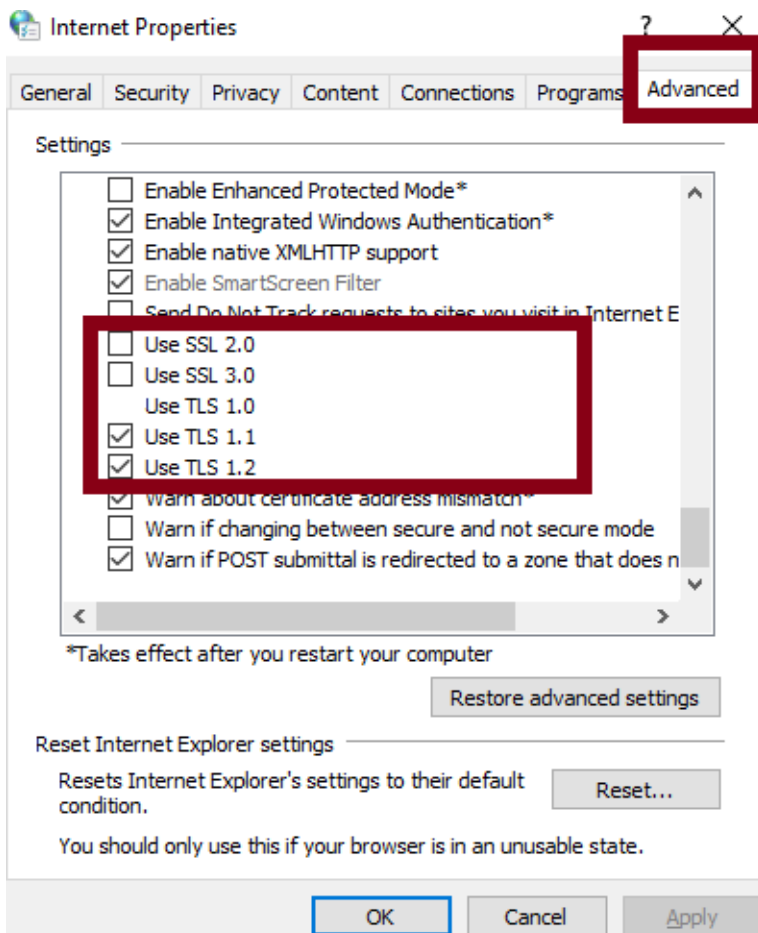 Internet Properties
?
General Security Privacy Content Connections Programs Advanced
Settings
Enable Enhanced Protected Mode*
Enable Integrated Windows Authentication*
Enable native XMLHTTP support
Enable SmartScreen Filter
Send Do Not Track requests to sites you visit in Internet E
Use SSL 2.0
Use SSL 3.0
Use TLS 1.0
Use TLS 1.1
Use TLS 1.2
Warn about certificate address mismatch*
Warn if changing between secure and not secure mode
Warn if POST submittal is redirected to a zone that does n
*Takes effect after you restart your computer
Restore advanced settings
Reset Internet Explorer settings
Resets Internet Explorer's settings to their default
condition.
Reset...
You should only use this if your browser is in an unusable state.
OK Cancel Apply